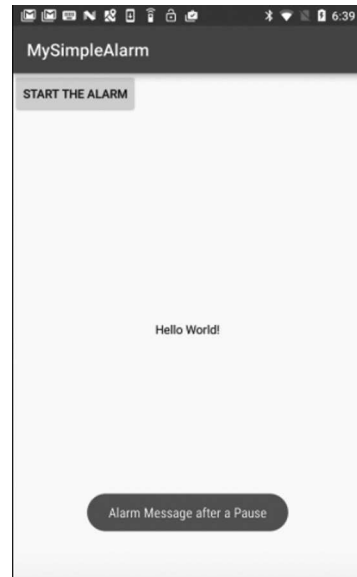 6:39
MySimpleAlarm
START THE ALARM
Hello World!
Alarm Message after a Pause